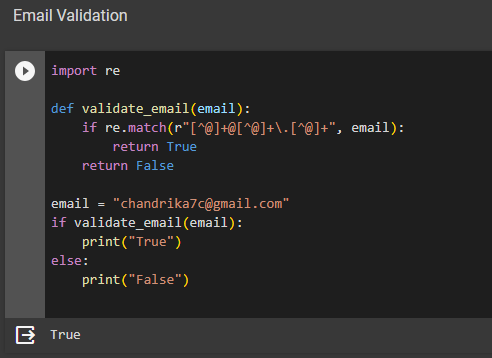 Email Validation
import re
def validate_email(email):
    if re.match(r"[^@]+@[^@]+\.[^@]+", email):
        return True
    return False
email = "chandrika7c@gmail.com"
if validate_email(email):
    print("True")
else:
    print("False")
True